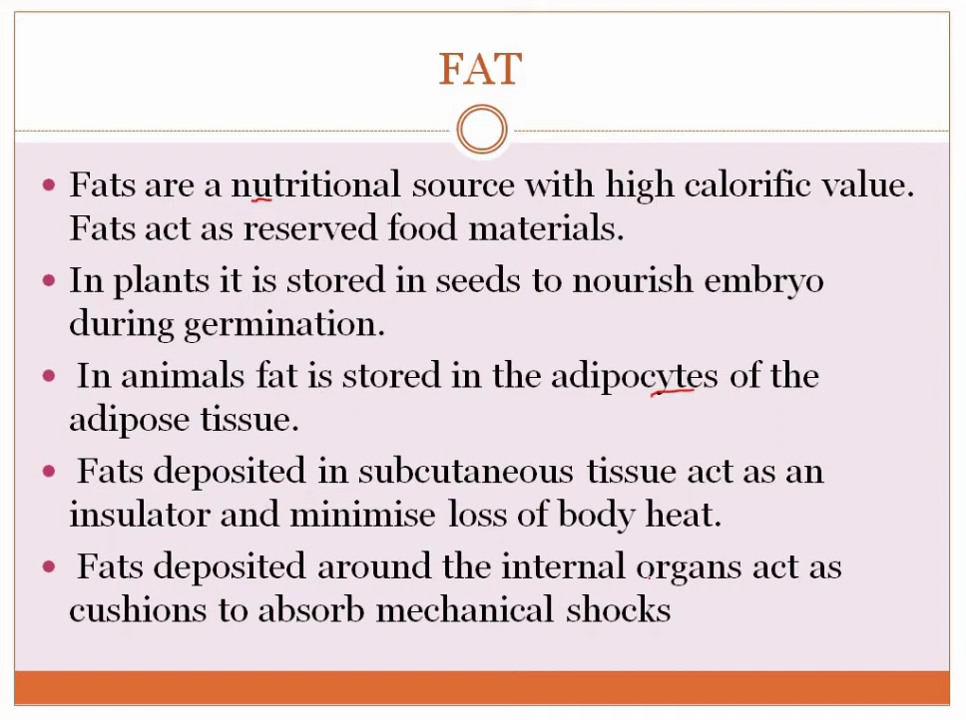 FAT
• Fats are a nutritional source with high calorific value.
Fats act as reserved food materials.
• In plants it is stored in seeds to nourish embryo
during germination.
• In animals fat is stored in the adipocytes of the
adipose tissue.
• Fats deposited in subcutaneous tissue act as an
insulator and minimise loss of body heat.
• Fats deposited around the internal organs act as
cushions to absorb mechanical shocks